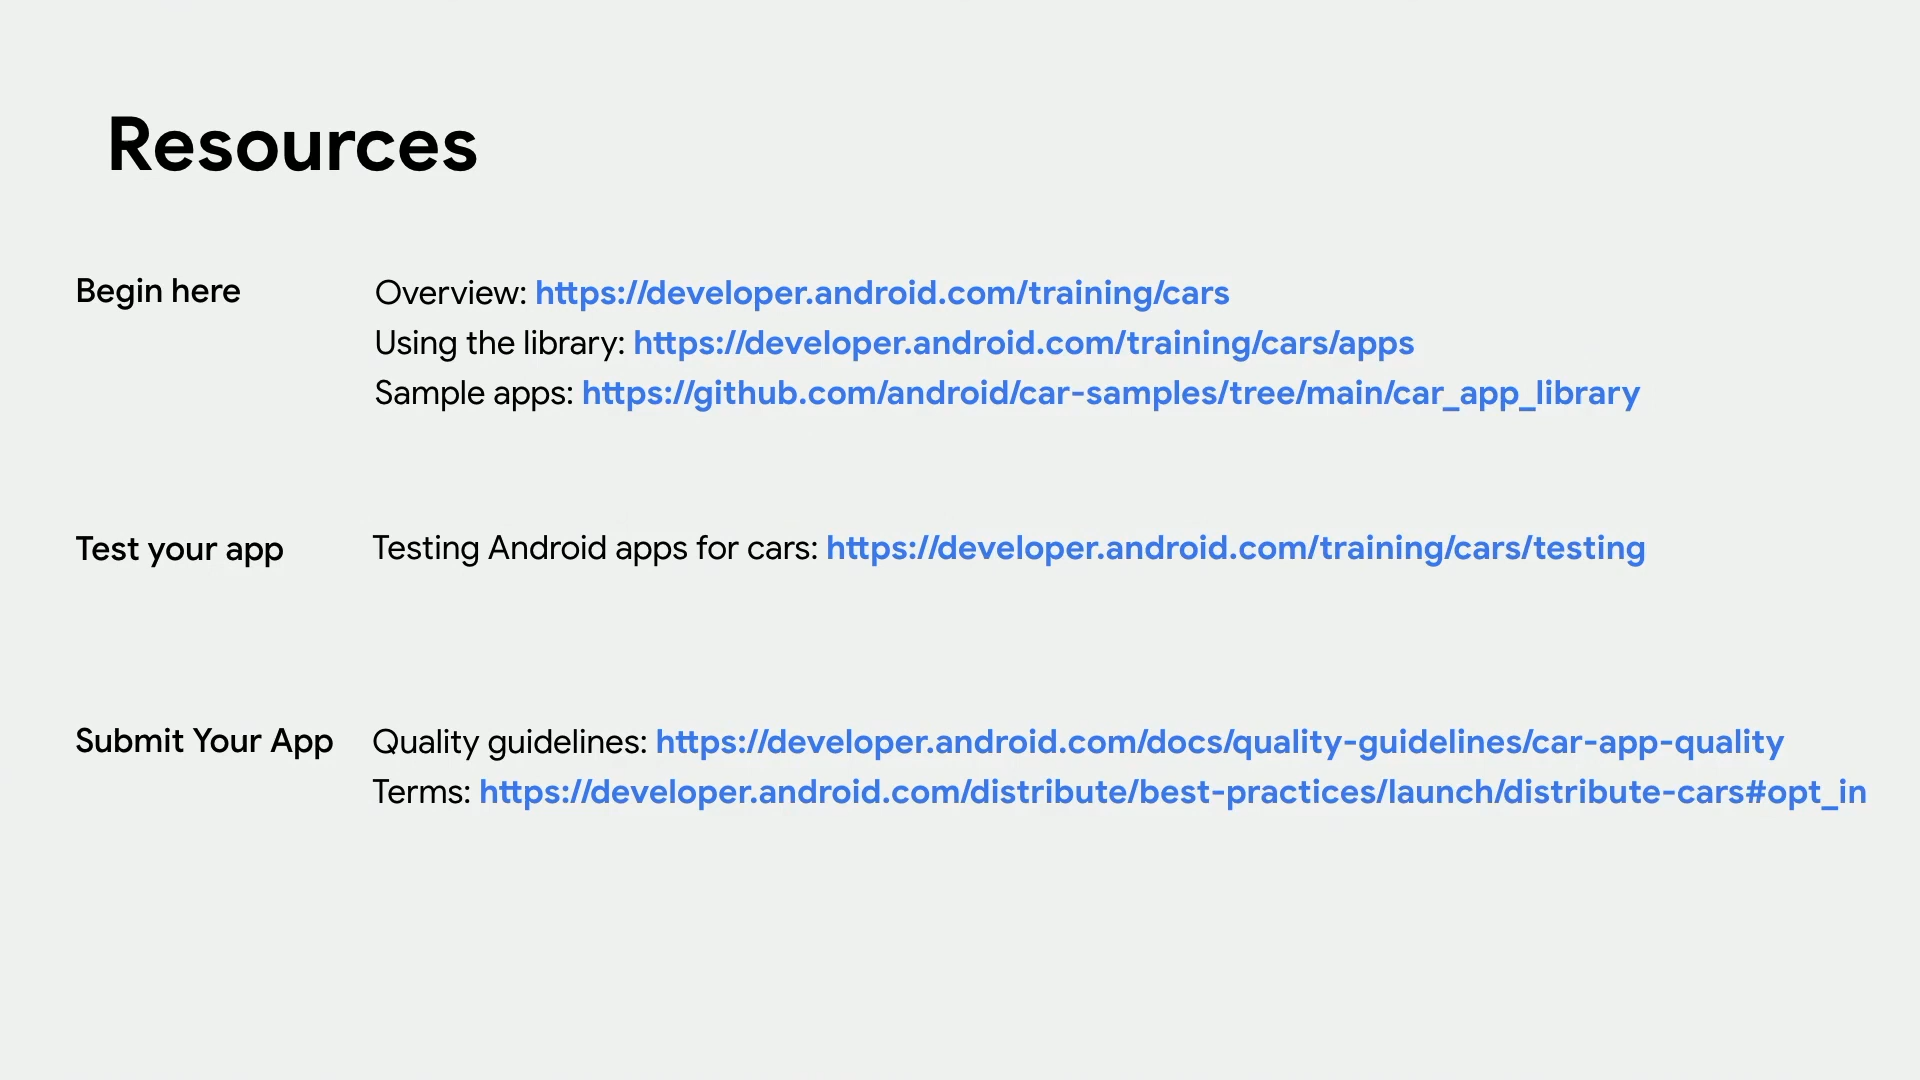 Resources
Begin here
Overview: https://developer.android.com/training/cars
Using the library: https://developer.android.com/training/cars/apps
Sample apps: https://github.com/android/car-samples/tree/main/car_app_library
Test your app
Testing Android apps for cars: https://developer.android.com/training/cars/testing
Submit Your App
Quality guidelines: https://developer.android.com/docs/quality-guidelines/car-app-quality
Terms: https://developer.android.com/distribute/best-practices/launch/distribute-cars#opt_in